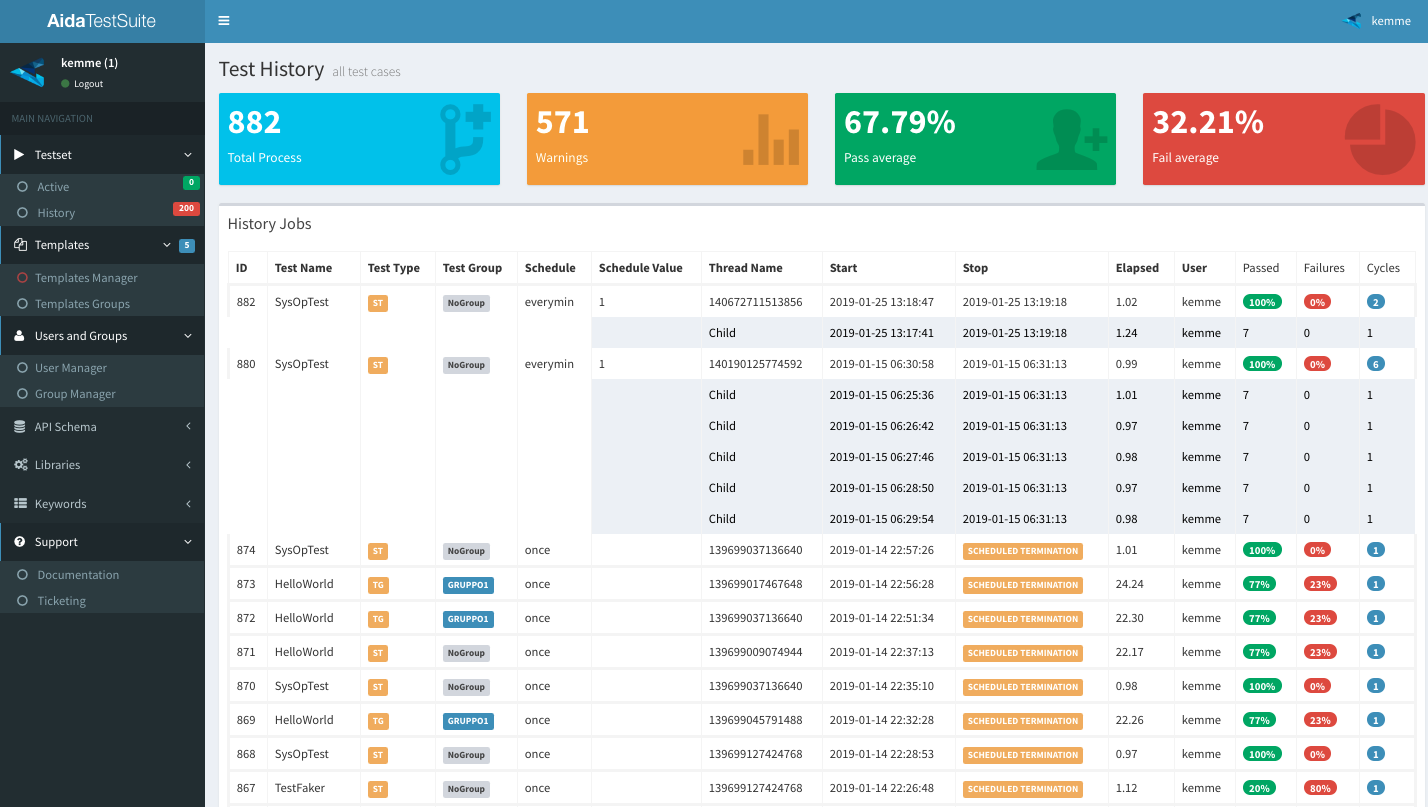 AidaTestSuite
kemme
kemme (1)
Logout
MAIN NAVIGATION
Testset
Active 0
History 200
Templates 5
Templates Manager
Templates Groups
Users and Groups
User Manager
Group Manager
API Schema
Libraries
Keywords
Support
Documentation
Ticketing
Test History all test cases
882
Total Process
571
Warnings
67.79%
Pass average
32.21%
Fail average
History Jobs
ID Test Name Test Type Test Group Schedule Schedule Value Thread Name Start Stop Elapsed User Passed Failures Cycles
882 SysOpTest ST NoGroup everymin 1 140672711513856 2019-01-25 13:18:47 2019-01-25 13:19:18 1.02 kemme 100% 0% 2
Child 2019-01-25 13:17:41 2019-01-25 13:19:18 1.24 kemme 7 0 1
880 SysOpTest ST NoGroup everymin 1 140190125774592 2019-01-15 06:30:58 2019-01-15 06:31:13 0.99 kemme 100% 0% 6
Child 2019-01-15 06:25:36 2019-01-15 06:31:13 1.01 kemme 7 0 1
Child 2019-01-15 06:26:42 2019-01-15 06:31:13 0.97 kemme 7 0 1
Child 2019-01-15 06:27:46 2019-01-15 06:31:13 0.98 kemme 7 0 1
Child 2019-01-15 06:28:50 2019-01-15 06:31:13 0.97 kemme 7 0 1
Child 2019-01-15 06:29:54 2019-01-15 06:31:13 0.98 kemme 7 0 1
874 SysOpTest ST NoGroup once 139699037136640 2019-01-14 22:57:26 SCHEDULED TERMINATION 1.01 kemme 100% 0% 1
873 HelloWorld TG GRUPPO1 once 139699017467648 2019-01-14 22:56:28 SCHEDULED TERMINATION 24.24 kemme 77% 23% 1
872 HelloWorld TG GRUPPO1 once 139699037136640 2019-01-14 22:51:34 SCHEDULED TERMINATION 22.30 kemme 77% 23% 1
871 HelloWorld ST NoGroup once 139699009074944 2019-01-14 22:37:13 SCHEDULED TERMINATION 22.17 kemme 77% 23% 1
870 SysOpTest ST NoGroup once 139699037136640 2019-01-14 22:35:10 SCHEDULED TERMINATION 0.98 kemme 100% 0% 1
869 HelloWorld TG GRUPPO1 once 139699045791488 2019-01-14 22:32:28 SCHEDULED TERMINATION 22.26 kemme 77% 23% 1
868 SysOpTest ST NoGroup once 139699127424768 2019-01-14 22:28:53 SCHEDULED TERMINATION 0.97 kemme 100% 0% 1
867 TestFaker ST NoGroup once 139699127424768 2019-01-14 22:26:48 SCHEDULED TERMINATION 1.12 kemme 20% 80% 1